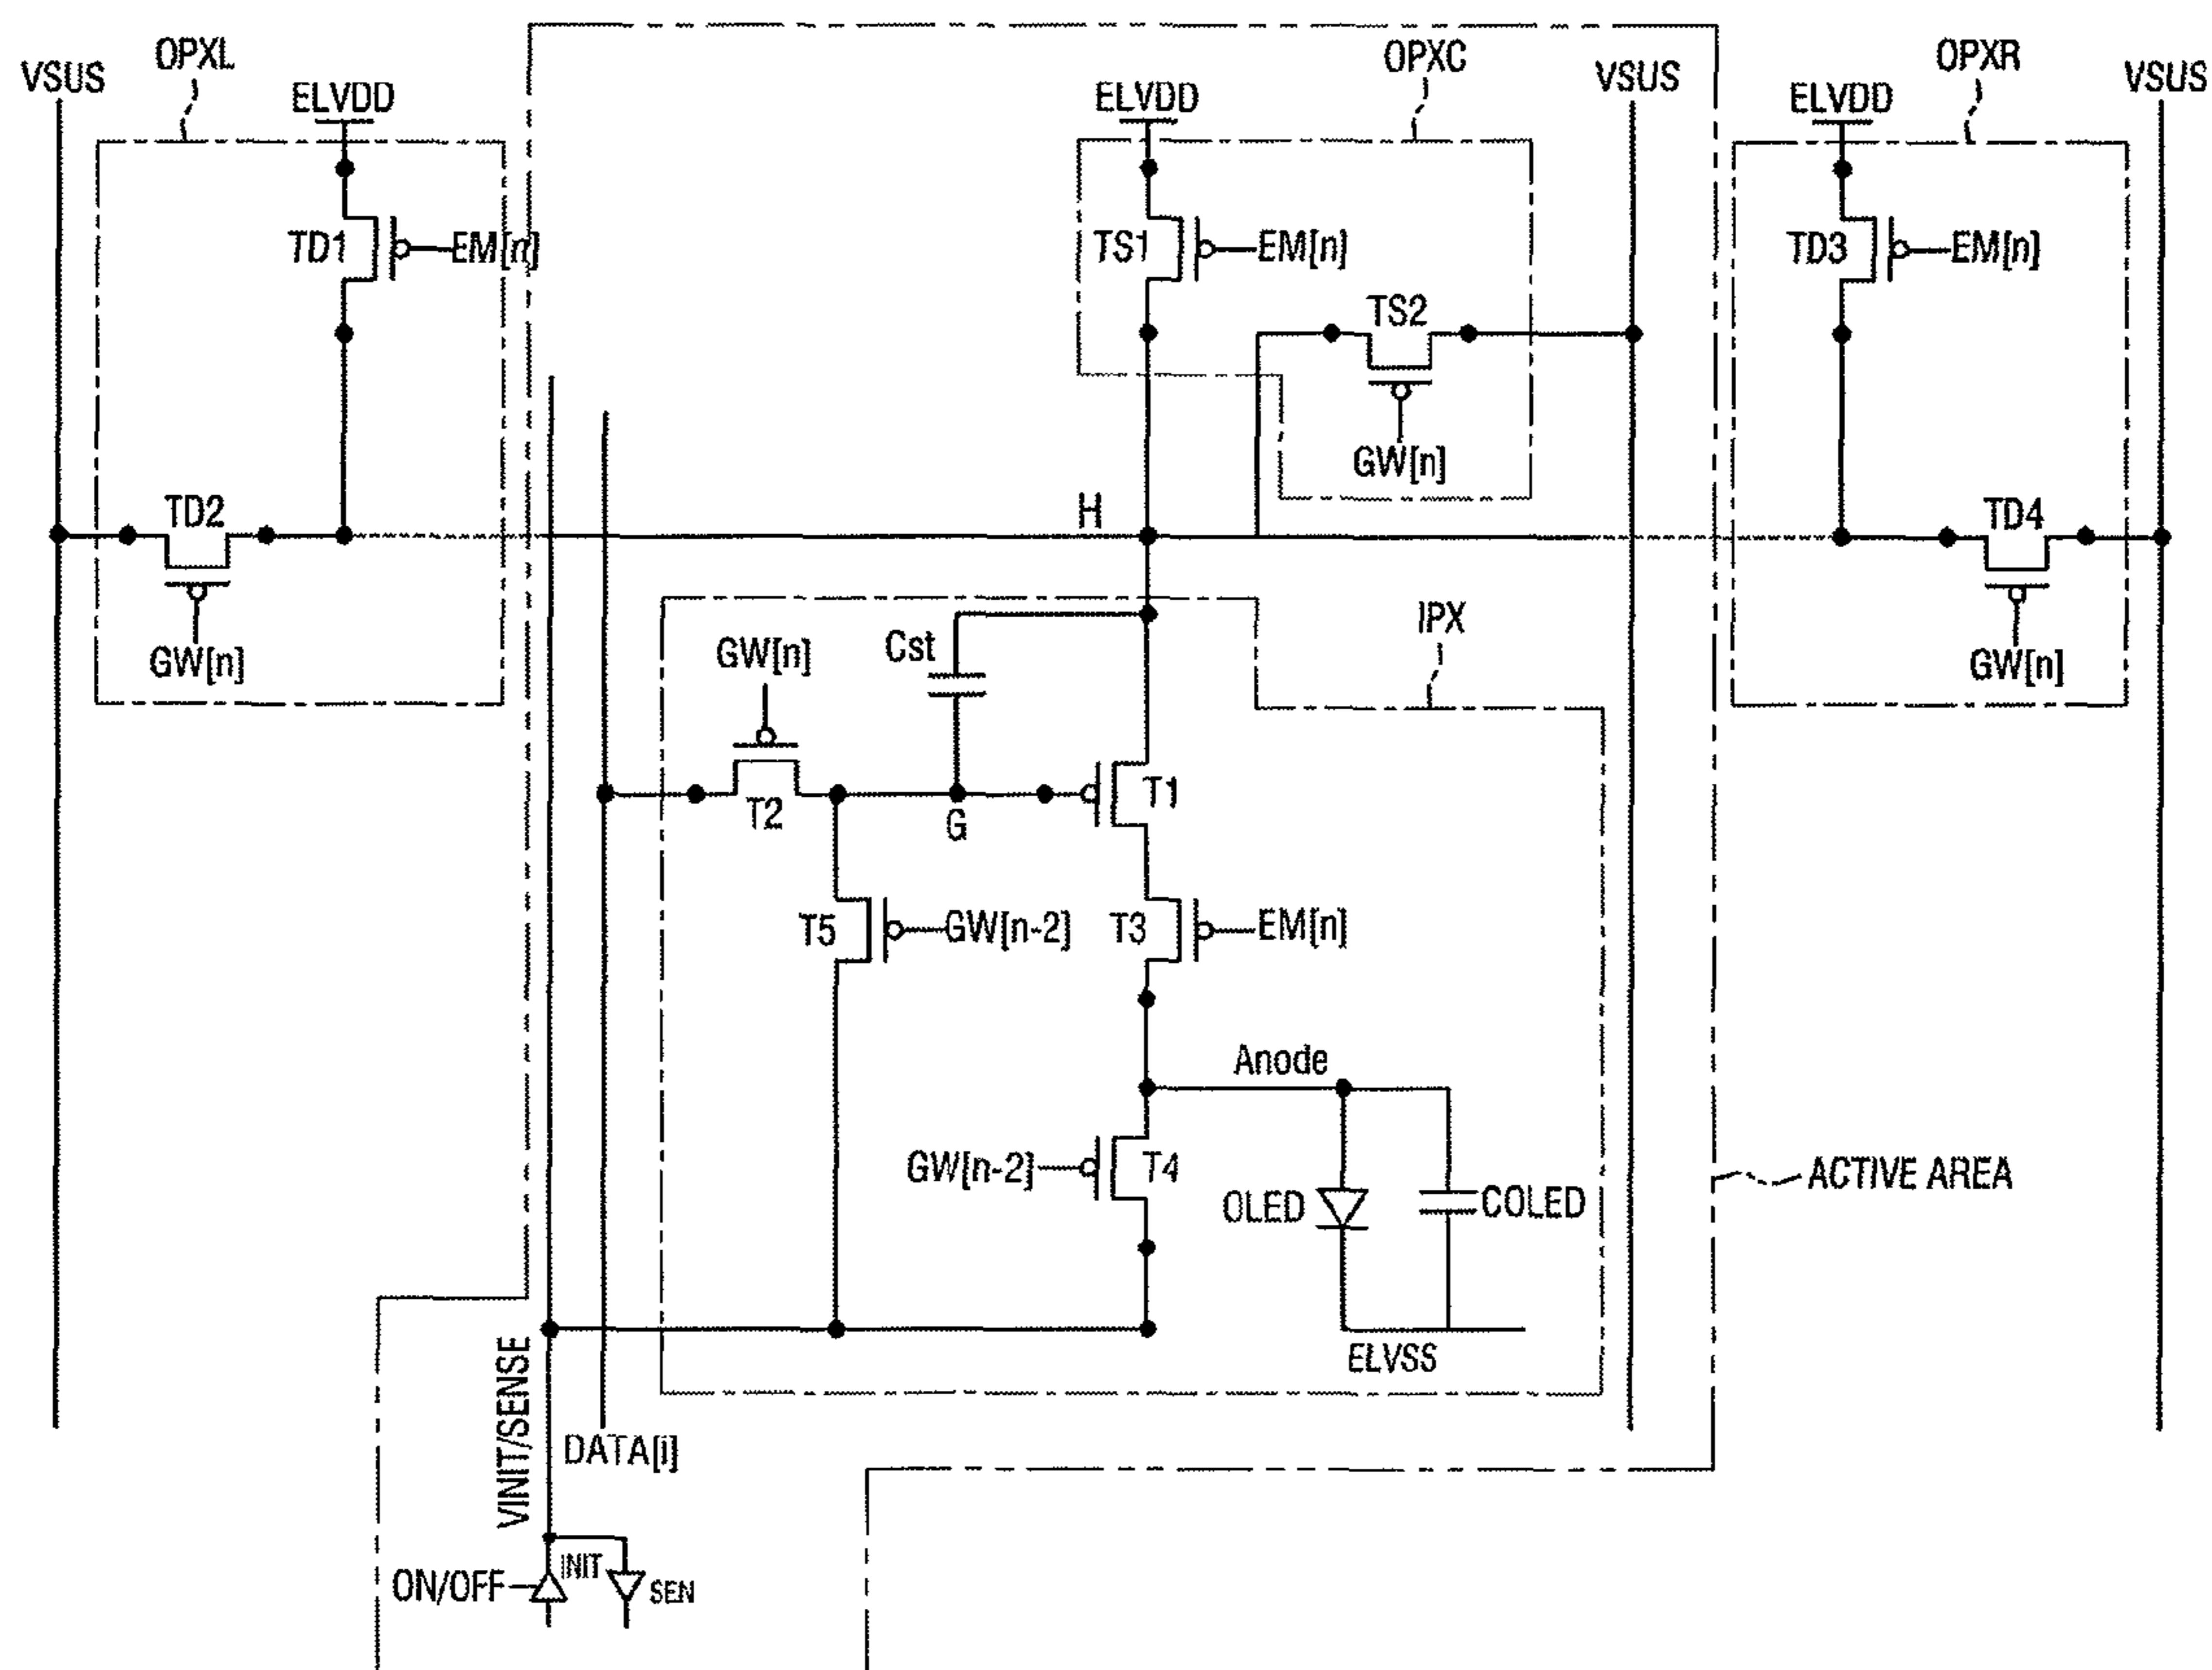 OPXL
OPXC
OPXR
VSUS
ELVDD
ELVDD
VSUS
ELVDD
VSUS
TD1
EM[n]
TS1
EM[n]
TD3
EM[n]
TS2
GW[n]
TD2
H
TD4
GW[n]
GW[n]
Cst
IPX
GW[n]
T2
G
T1
T5
GW[n-2]
T3
EM[n]
Anode
GW[n-2]
T4
OLED
COLED
ACTIVE AREA
ELVSS
VINIT/SENSE
DATA[i]
ON/OFF
INIT
SEN